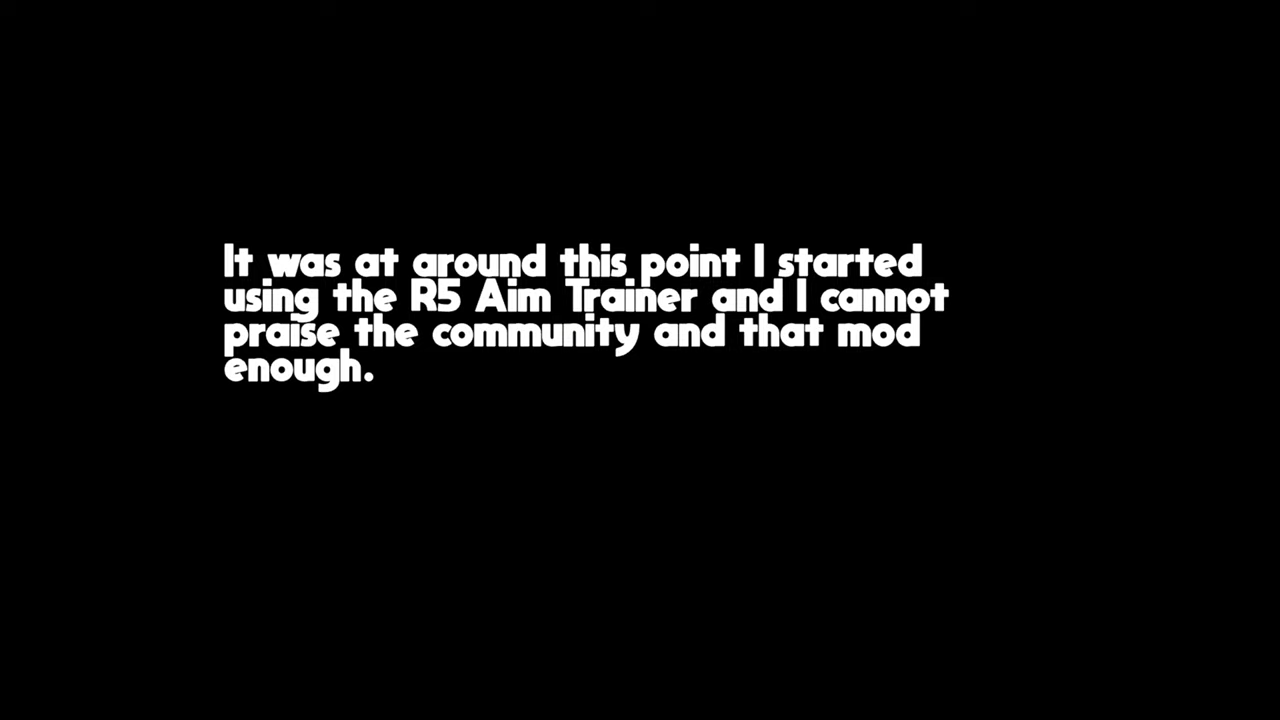 It was at around this point I started
using the R5 Aim Trainer and I cannot
praise the community and that mod
enough.